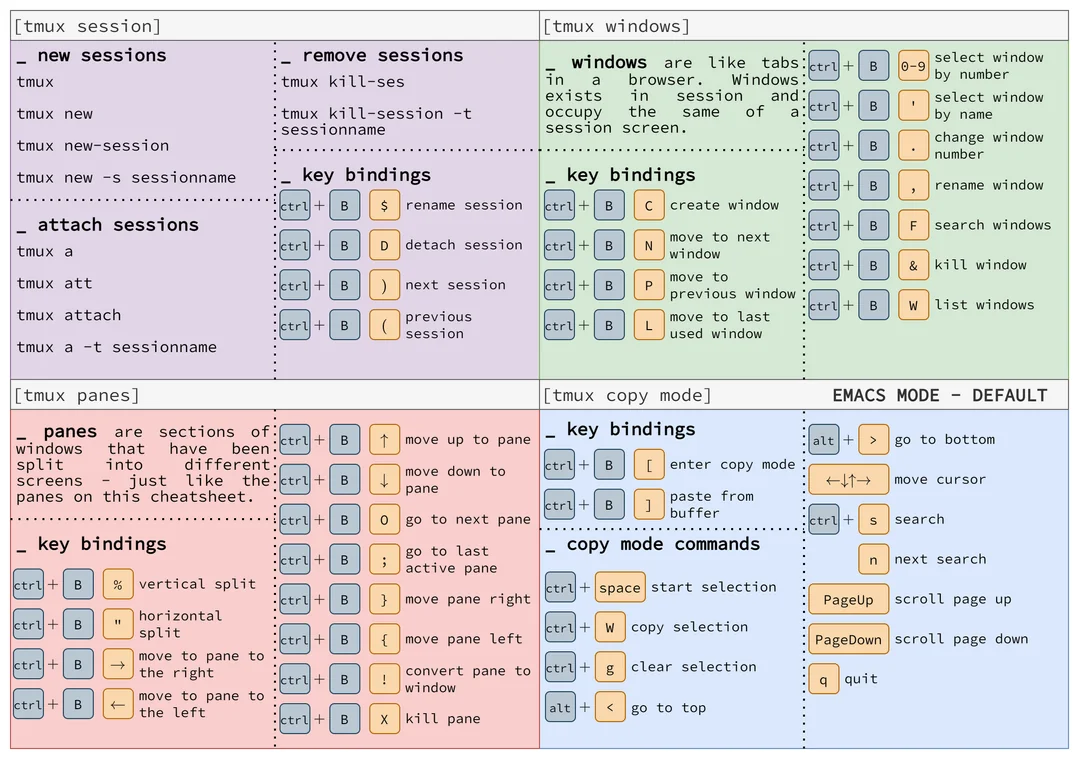 [tmux session]
_ new sessions
tmux
tmux new
tmux new-session
tmux new -s sessionname
_ attach sessions
tmux a
tmux att
tmux attach
tmux a -t sessionname
_ remove sessions
tmux kill-ses
tmux kill-session -t
sessionname
_ key bindings
ctrl + B $ rename session
ctrl + B D detach session
ctrl + B ) next session
ctrl + B ( previous
session
[tmux windows]
_ windows are like tabs
in a browser. Windows
exists in session and
occupy the same of a
session screen.
_ key bindings
ctrl + B C create window
ctrl + B N move to next
window
ctrl + B P move to
previous window
ctrl + B L move to last
used window
ctrl + B 0-9 select window
by number
ctrl + B ' select window
by name
ctrl + B . change window
number
ctrl + B , rename window
ctrl + B F search windows
ctrl + B & kill window
ctrl + B W list windows
[tmux panes]
_ panes are sections of
windows that have been
split into different
screens – just like the
panes on this cheatsheet.
_ key bindings
ctrl + B % vertical split
ctrl + B " horizontal
split
ctrl + B → move to pane to
the right
ctrl + B ← move to pane to
the left
ctrl + B ↑ move up to pane
ctrl + B ↓ move down to
pane
ctrl + B O go to next pane
ctrl + B ; go to last
active pane
ctrl + B } move pane right
ctrl + B { move pane left
ctrl + B ! convert pane to
window
ctrl + B X kill pane
[tmux copy mode] EMACS MODE – DEFAULT
_ key bindings
ctrl + B [ enter copy mode
ctrl + B ] paste from
buffer
_ copy mode commands
ctrl + space start selection
ctrl + W copy selection
ctrl + g clear selection
alt + < go to top
alt + > go to bottom
←↓↑→ move cursor
ctrl + s search
n next search
PageUp scroll page up
PageDown scroll page down
q quit